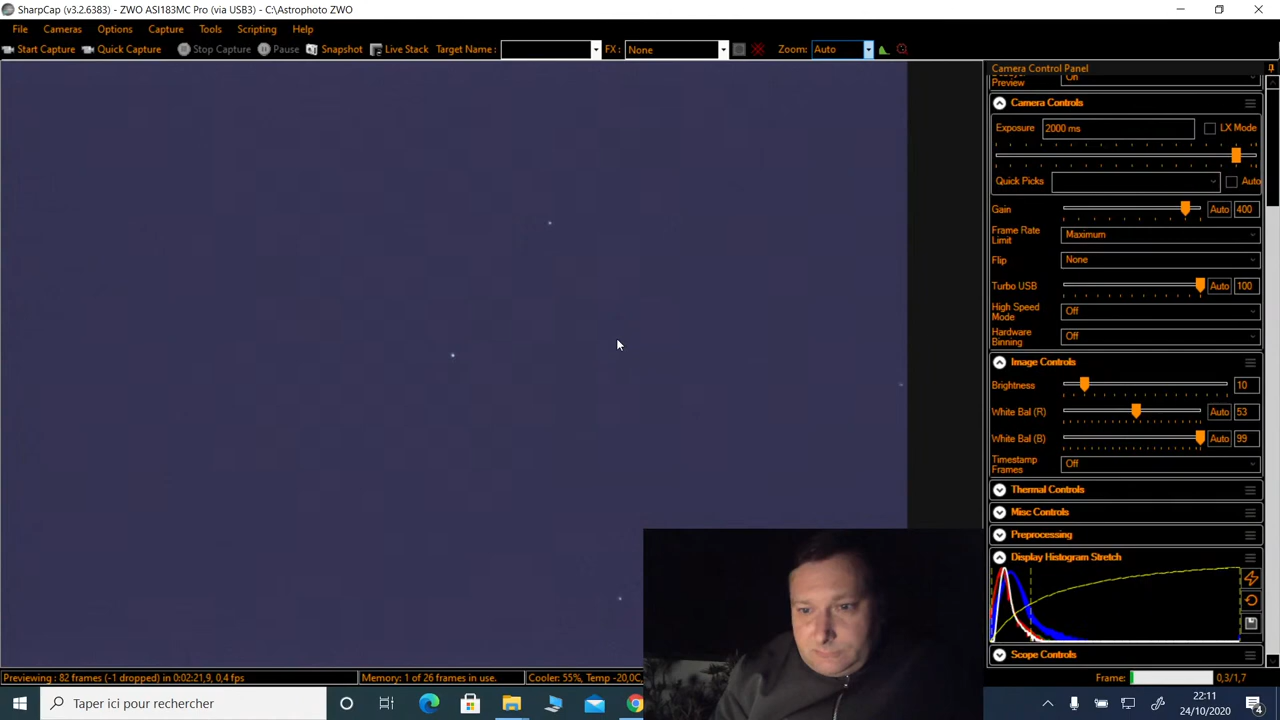 SharpCap (v3.2.6383) - ZWO ASI183MC Pro (via USB3) - C:\Astrophoto ZWO
File Cameras Options Capture Tools Scripting Help
Start Capture Quick Capture Stop Capture Pause Snapshot Live Stack Target Name : FX : None Zoom: Auto
Camera Control Panel
Preview On
Camera Controls
Exposure 2000 ms LX Mode
Quick Picks Auto
Gain Auto 400
Frame Rate Limit Maximum
Flip None
Turbo USB Auto 100
High Speed Mode Off
Hardware Binning Off
Image Controls
Brightness 10
White Bal (R) Auto 53
White Bal (B) Auto 99
Timestamp Frames Off
Thermal Controls
Misc Controls
Preprocessing
Display Histogram Stretch
Scope Controls
Previewing : 82 frames (-1 dropped) in 0:02:21,9, 0,4 fps Memory: 1 of 26 frames in use. Cooler: 55%, Temp -20,0C, Frame: 0,3/1,7
Taper ici pour rechercher
22:11
24/10/2020
4